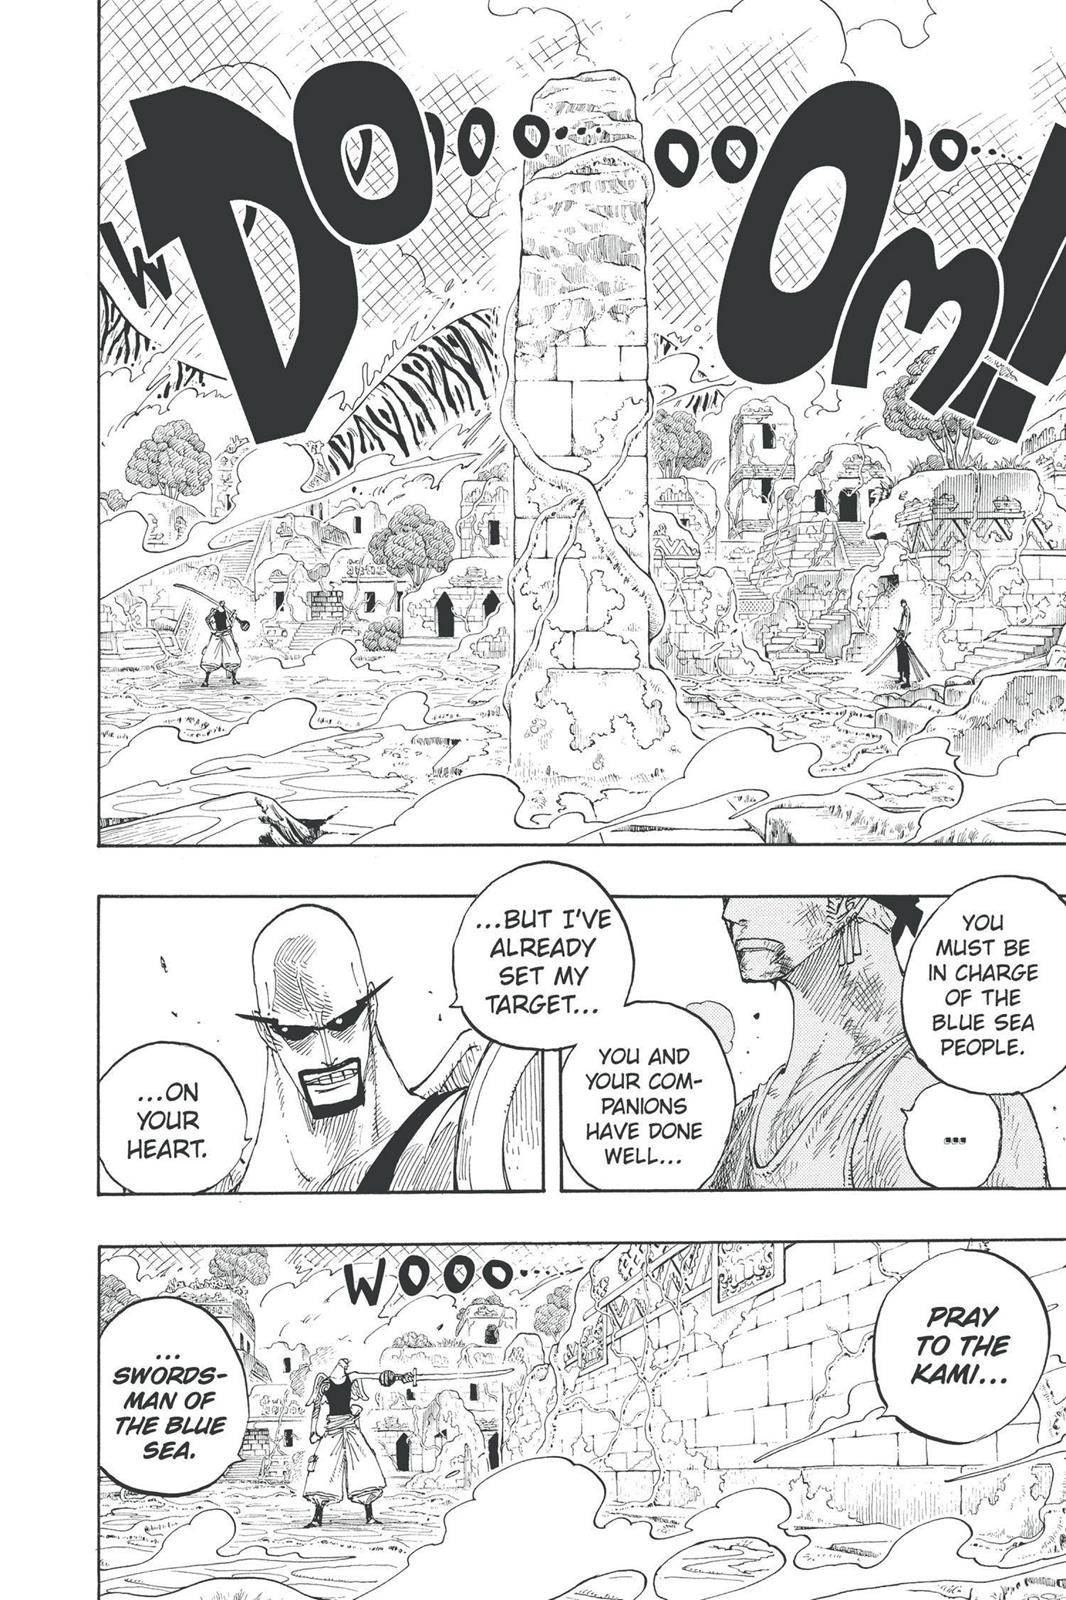 W
DOOOO....
OOOOOO....
OM!!
YOU
MUST BE
IN CHARGE
OF THE
BLUE SEA
PEOPLE.
...
YOU AND
YOUR COM-
PANIONS
HAVE DONE
WELL...
...BUT I'VE
ALREADY
SET MY
TARGET...
...ON
YOUR
HEART.
WOOO.....
PRAY
TO THE
KAMI...
...
SWORDS-
MAN OF
THE BLUE
SEA.